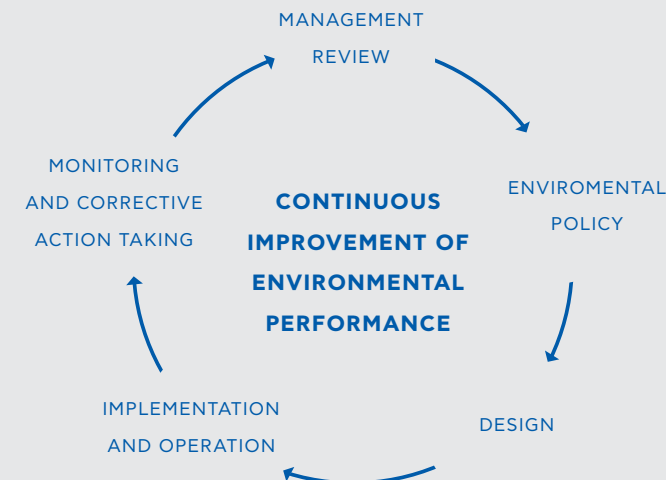 MANAGEMENT
REVIEW
ENVIROMENTAL
POLICY
DESIGN
IMPLEMENTATION
AND OPERATION
MONITORING
AND CORRECTIVE
ACTION TAKING
CONTINUOUS
IMPROVEMENT OF
ENVIRONMENTAL
PERFORMANCE